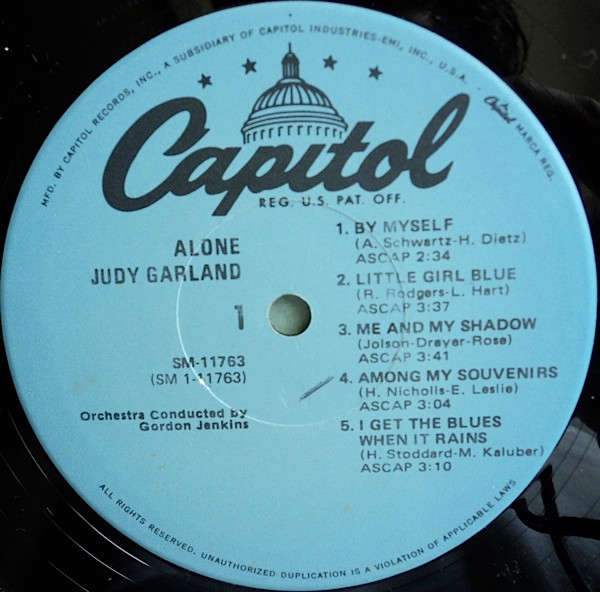 MFD. BY CAPITOL RECORDS, INC., A SUBSIDIARY OF CAPITOL INDUSTRIES-EMI, INC., U.S.A. · Capitol MARCA REG.
Capitol
REG. U.S. PAT. OFF.
ALONE
JUDY GARLAND
1
SM-11763
(SM 1-11763)
Orchestra Conducted by
Gordon Jenkins
1. BY MYSELF
(A. Schwartz-H. Dietz)
ASCAP 2:34
2. LITTLE GIRL BLUE
(R. Rodgers-L. Hart)
ASCAP 3:37
3. ME AND MY SHADOW
(Jolson-Dreyer-Rose)
ASCAP 3:41
4. AMONG MY SOUVENIRS
(H. Nicholls-E. Leslie)
ASCAP 3:04
5. I GET THE BLUES
WHEN IT RAINS
(H. Stoddard-M. Kaluber)
ASCAP 3:10
ALL RIGHTS RESERVED. UNAUTHORIZED DUPLICATION IS A VIOLATION OF APPLICABLE LAWS